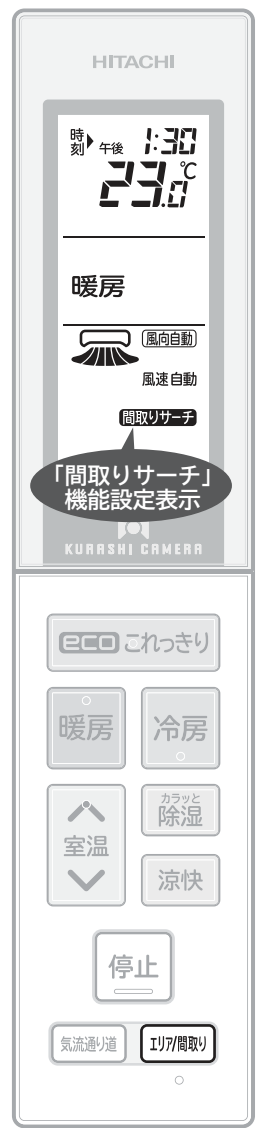 HITACHI
時刻 午後 1:30
23.0℃
暖房
風向自動
風速自動
間取りサーチ
「間取りサーチ」
機能設定表示
KURASHI CAMERA
eco これっきり
暖房 冷房
室温
カラッと
除湿
涼快
停止
気流通り道 エリア/間取り